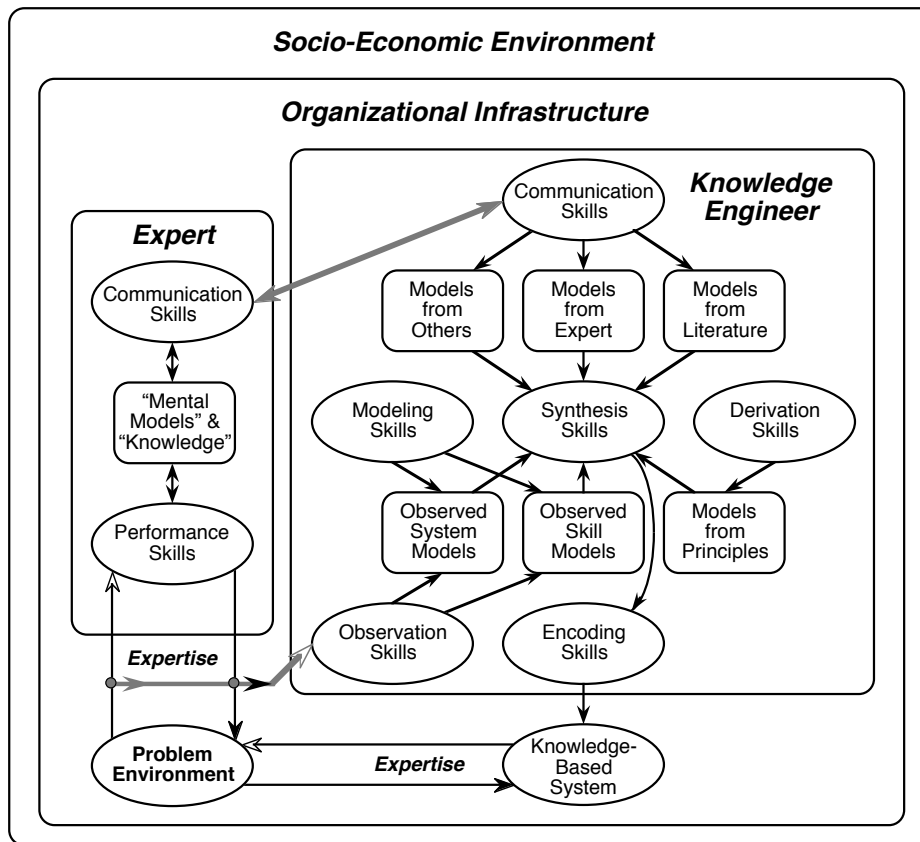 Socio-Economic Environment
Organizational Infrastructure
Knowledge
Engineer
Communication
Skills
Expert
Communication
Skills
Models
from
Others
Models
from
Expert
Models
from
Literature
“Mental
Models” &
“Knowledge”
Modeling
Skills
Synthesis
Skills
Derivation
Skills
Performance
Skills
Observed
System
Models
Observed
Skill
Models
Models
from
Principles
Expertise
Observation
Skills
Encoding
Skills
Problem
Environment
Expertise
Knowledge-
Based
System